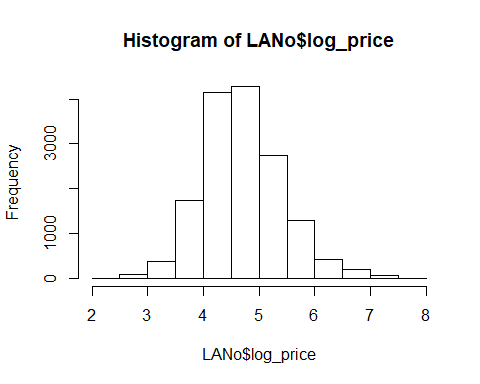 Histogram of LANo$log_price
Frequency
3000
1000
0
2 3 4 5 6 7 8
LANo$log_price